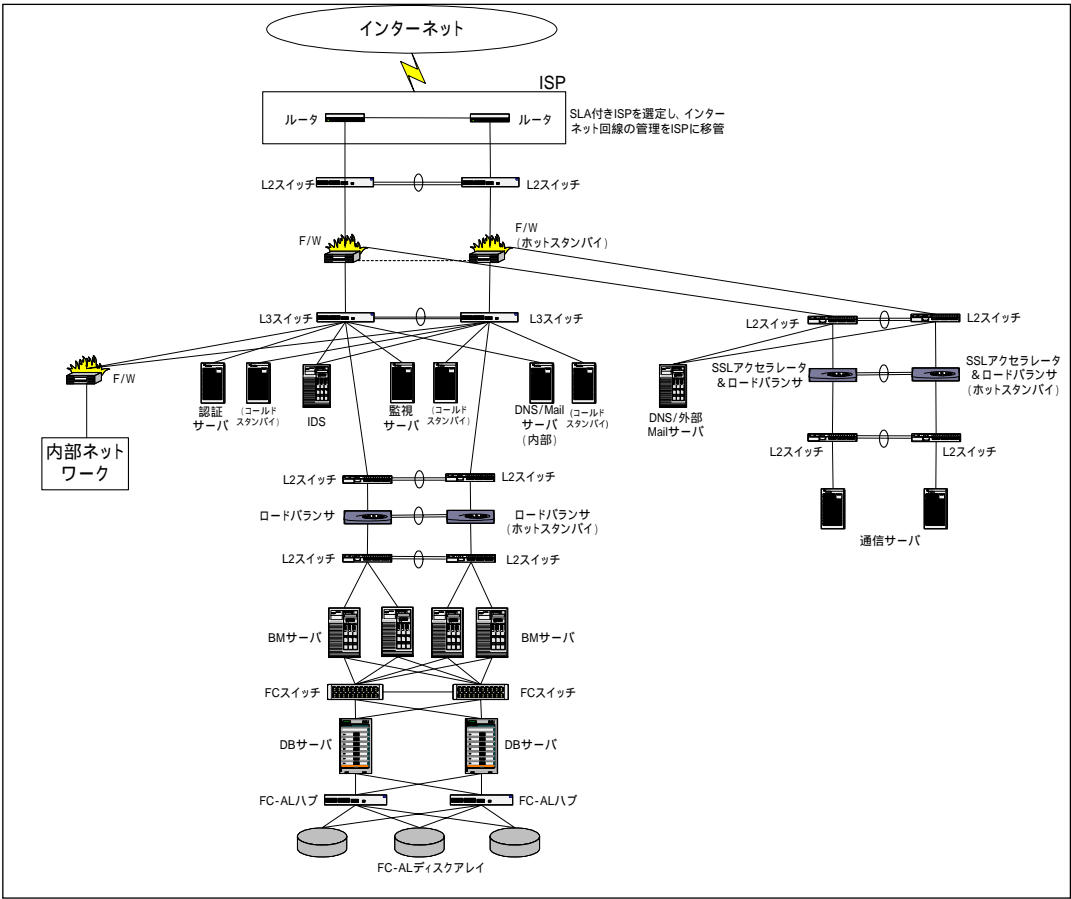 インターネット
ISP
ルータ
ルータ
SLA付きISPを選定し、インター
ネット回線の管理をISPに移管
L2スイッチ
L2スイッチ
F/W
F/W
(ホットスタンバイ)
L3スイッチ
L3スイッチ
L2スイッチ
L2スイッチ
F/W
内部ネット
ワーク
認証
サーバ
(コールド
スタンバイ)
IDS
監視
サーバ
(コールド
スタンバイ)
DNS/Mail
サーバ
(内部)
(コールド
スタンバイ)
DNS/外部
Mailサーバ
SSLアクセラレータ
&ロードバランサ
SSLアクセラレータ
&ロードバランサ
(ホットスタンバイ)
L2スイッチ
L2スイッチ
通信サーバ
L2スイッチ
L2スイッチ
ロードバランサ
ロードバランサ
(ホットスタンバイ)
L2スイッチ
L2スイッチ
BMサーバ
BMサーバ
FCスイッチ
FCスイッチ
DBサーバ
DBサーバ
FC-ALハブ
FC-ALハブ
FC-ALディスクアレイ